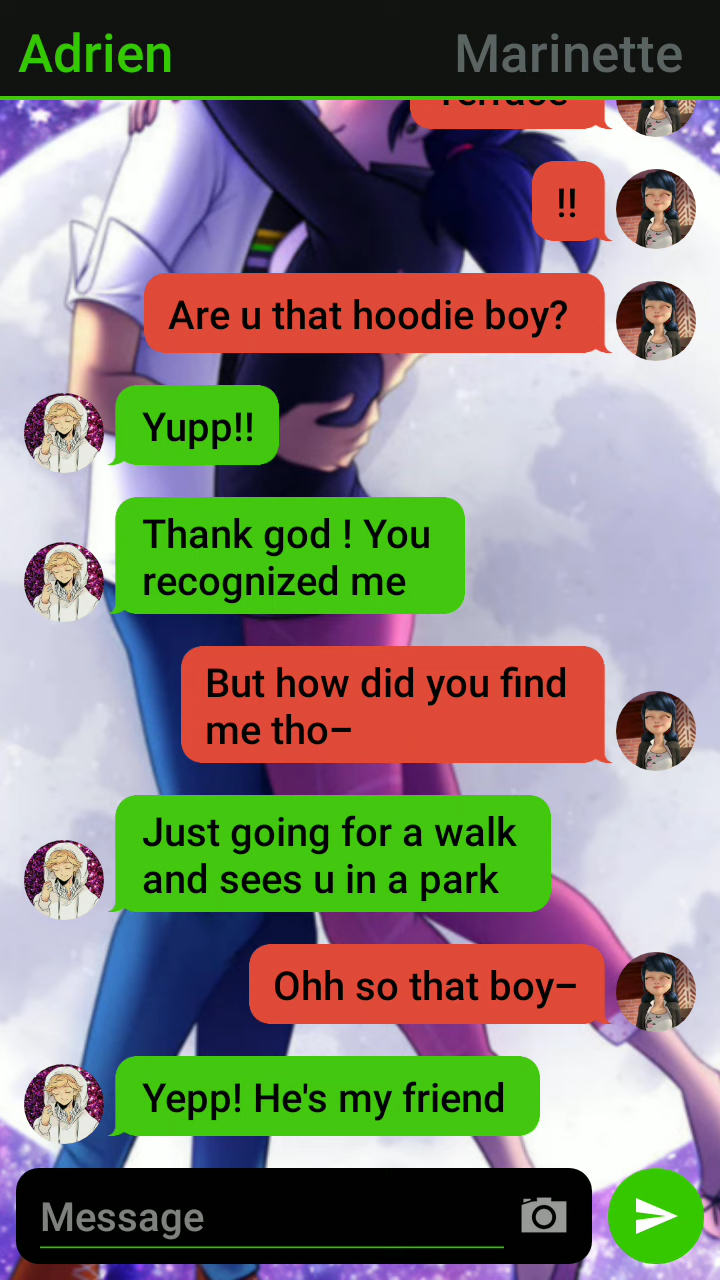 Adrien Marinette
!!
Are u that hoodie boy?
Yupp!!
Thank god ! You
recognized me
But how did you find
me tho–
Just going for a walk
and sees u in a park
Ohh so that boy–
Yepp! He's my friend
Message